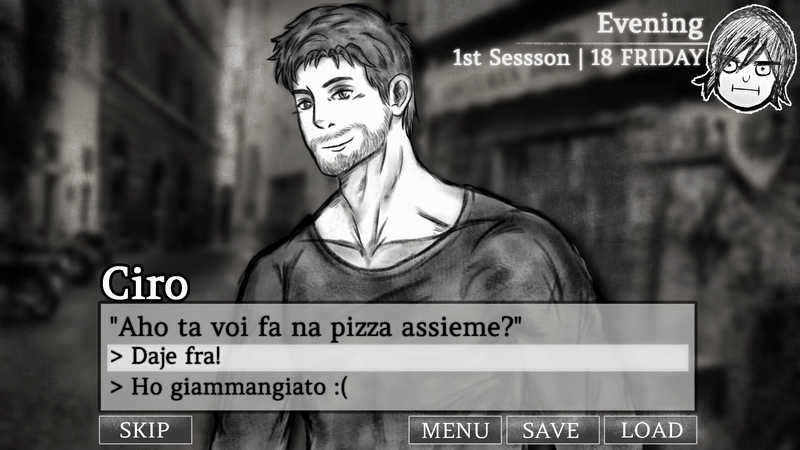 Evening
1st Sessson | 18 FRIDAY
Ciro
"Aho ta voi fa na pizza assieme?"
> Daje fra!
> Ho giammangiato :(
SKIP
MENU
SAVE
LOAD